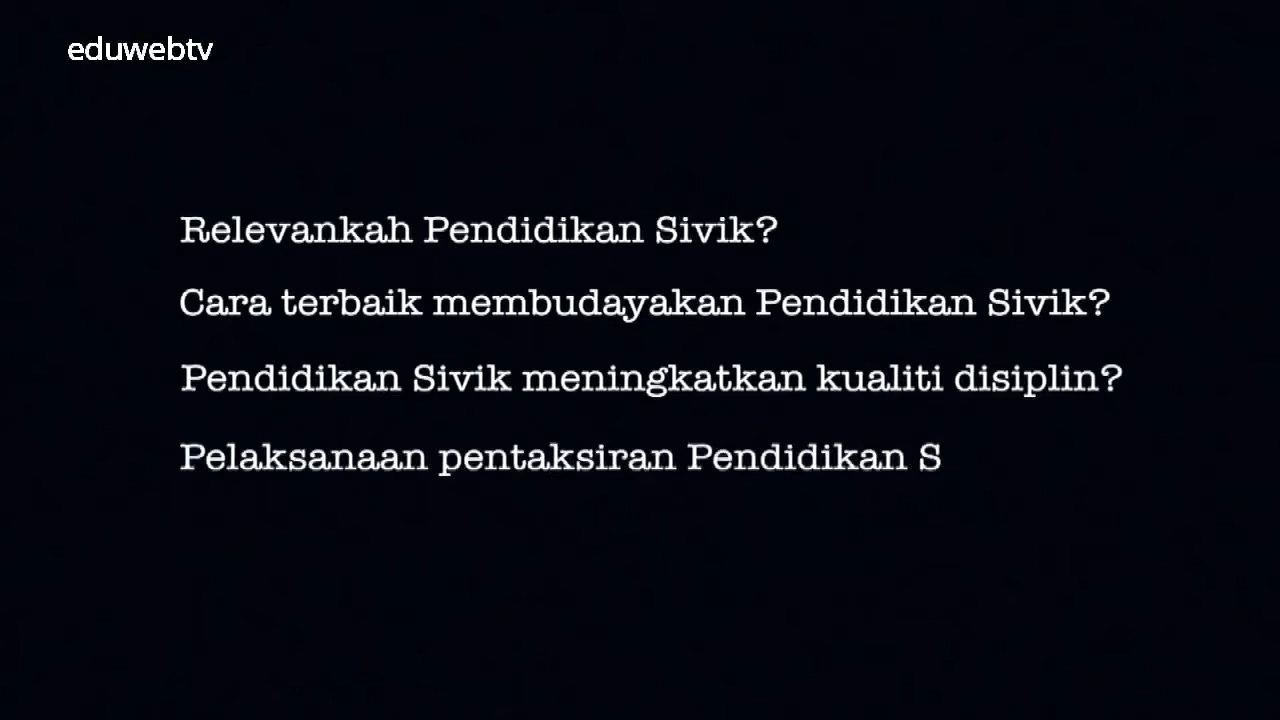 eduwebtv
Relevankah Pendidikan Sivik?
Cara terbaik membudayakan Pendidikan Sivik?
Pendidikan Sivik meningkatkan kualiti disiplin?
Pelaksanaan pentaksiran Pendidikan S